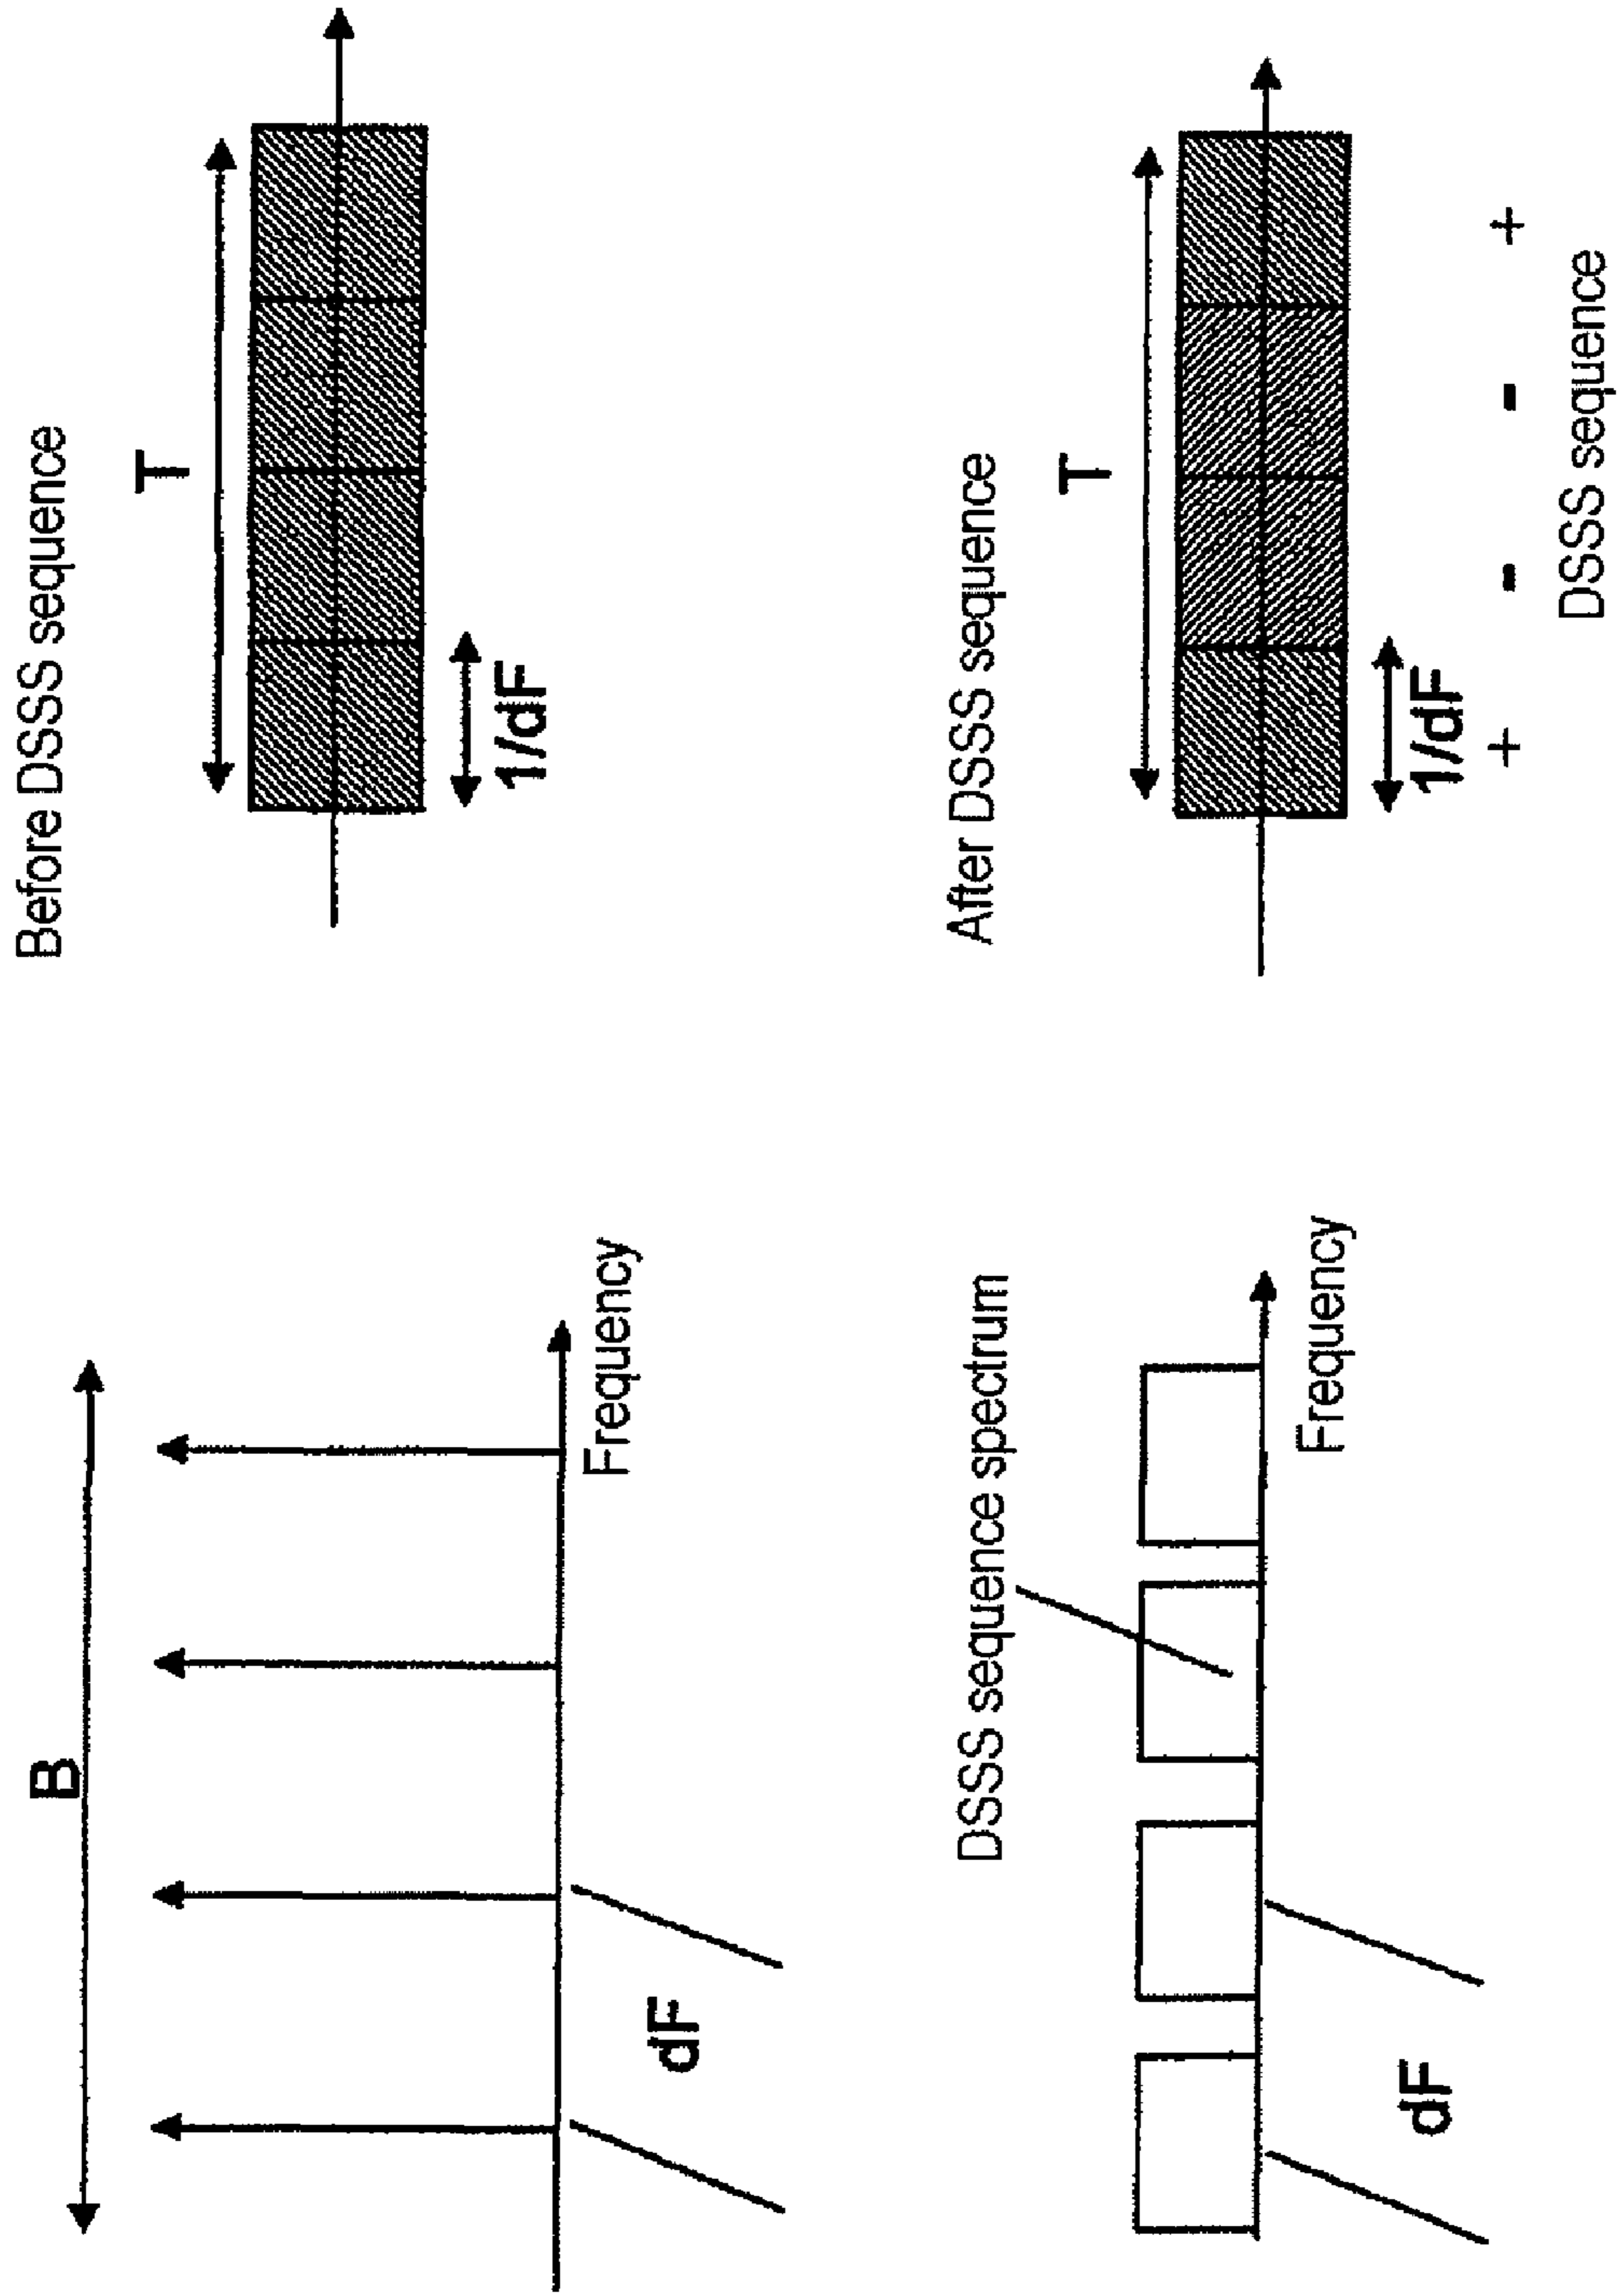 B
Frequency
dF
Before DSSS sequence
T
1/dF
DSSS sequence spectrum
Frequency
dF
After DSSS sequence
T
1/dF
+ - - +
DSSS sequence